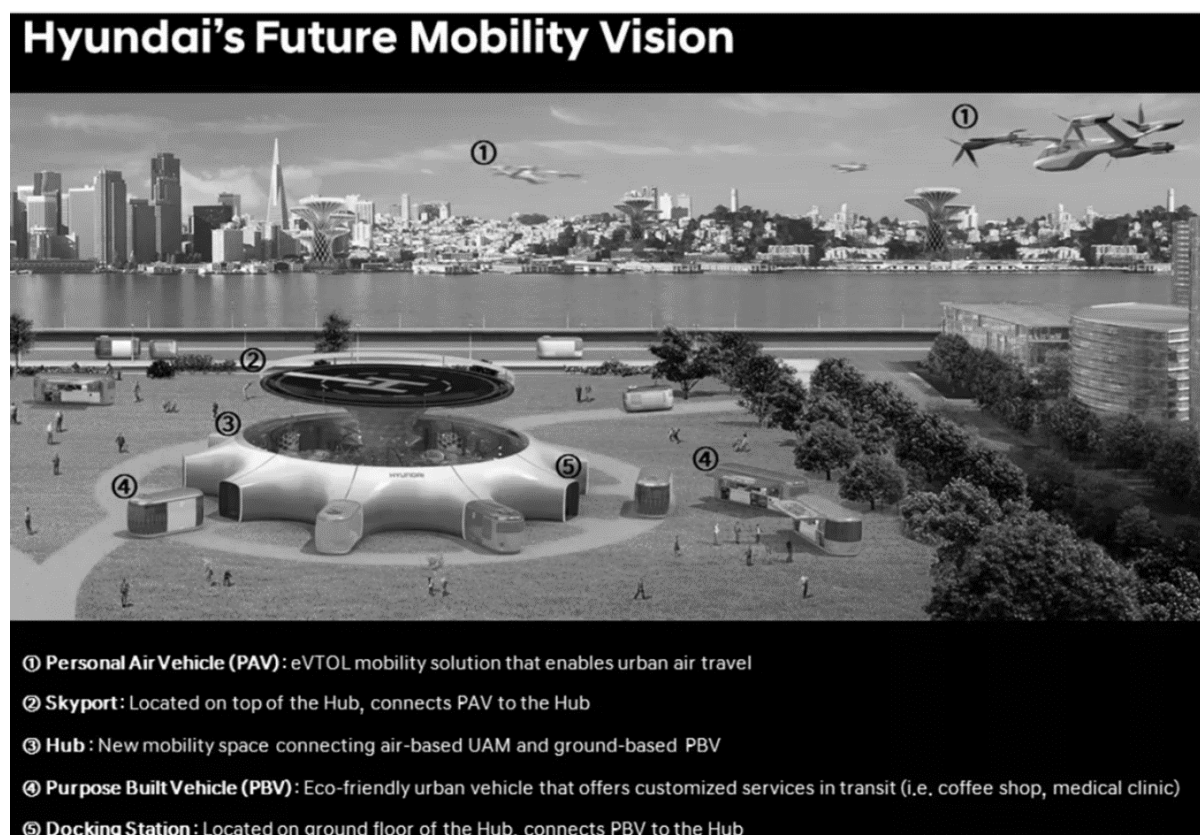 Hyundai's Future Mobility Vision
①
①
②
③
HYUNDAI
⑤
④
④
① Personal Air Vehicle (PAV) : eVTOL mobility solution that enables urban air travel
② Skyport : Located on top of the Hub, connects PAV to the Hub
③ Hub : New mobility space connecting air-based UAM and ground-based PBV
④ Purpose Built Vehicle (PBV) : Eco-friendly urban vehicle that offers customized services in transit (i.e. coffee shop, medical clinic)
⑤ Docking Station : Located on ground floor of the Hub, connects PBV to the Hub